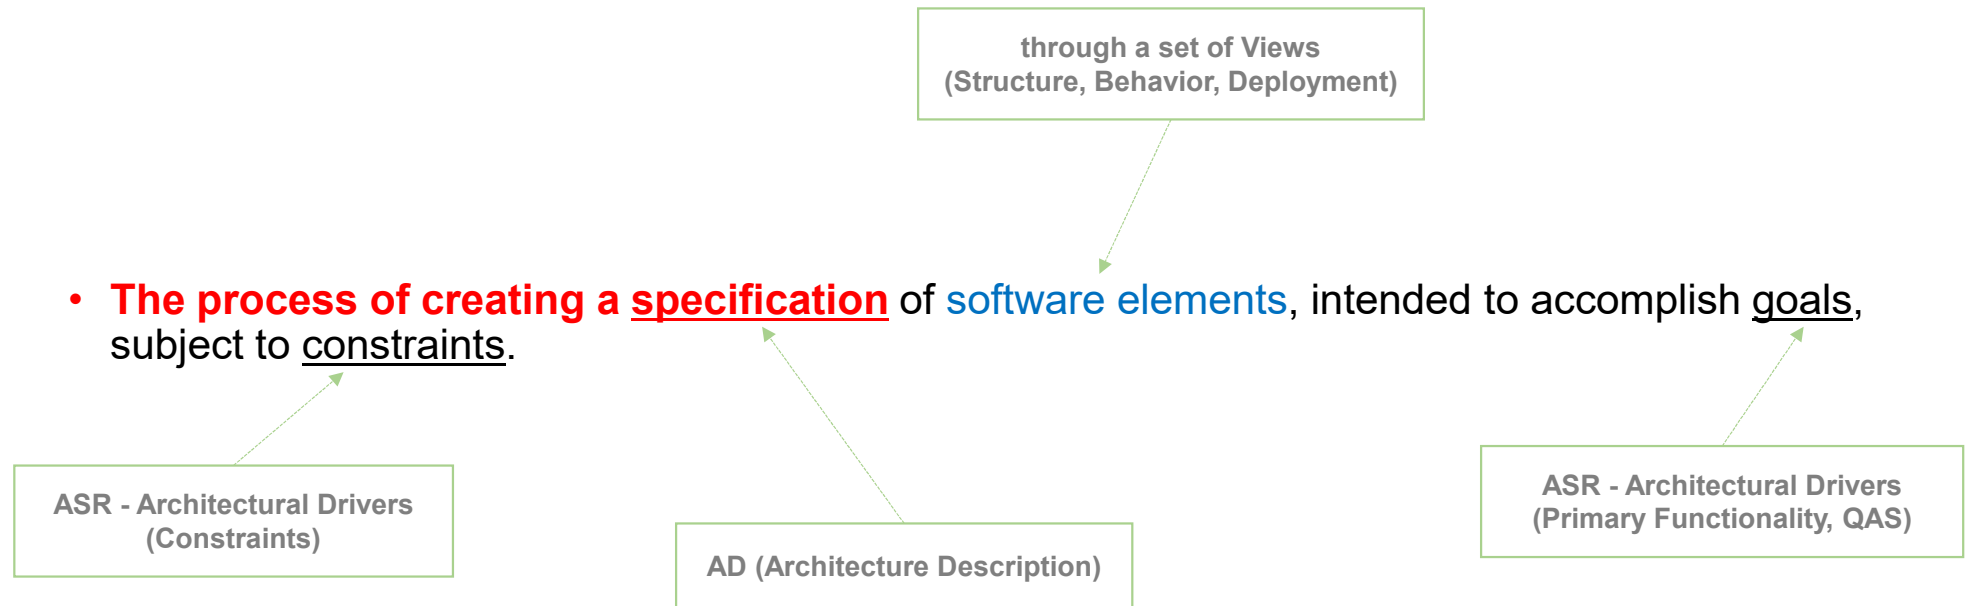 through a set of Views
(Structure, Behavior, Deployment)
• The process of creating a specification of software elements, intended to accomplish goals,
subject to constraints.
ASR - Architectural Drivers
(Constraints)
AD (Architecture Description)
ASR - Architectural Drivers
(Primary Functionality, QAS)